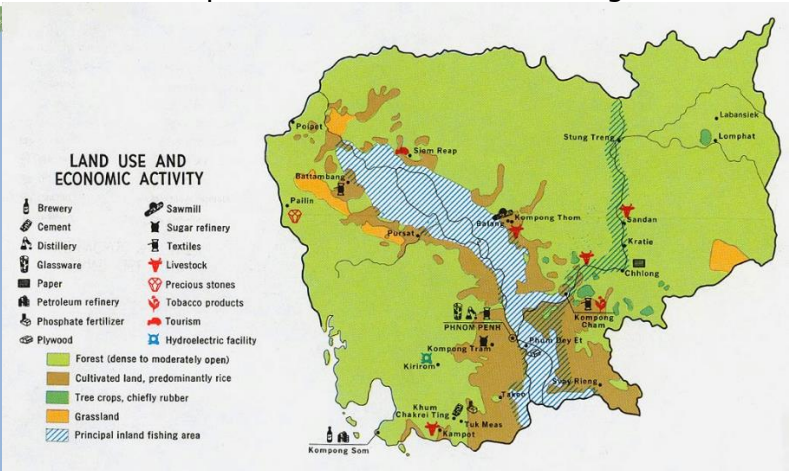 LAND USE AND
ECONOMIC ACTIVITY
Brewery
Cement
Distillery
Glassware
Paper
Petroleum refinery
Phosphate fertilizer
Plywood
Sawmill
Sugar refinery
Textiles
Livestock
Precious stones
Tobacco products
Tourism
Hydroelectric facility
Forest (dense to moderately open)
Cultivated land, predominantly rice
Tree crops, chiefly rubber
Grassland
Principal inland fishing area
Poipet
Siem Reap
Battambang
Pailin
Pursat
Batang
Kompong Thom
Stung Treng
Labansiek
Lomphat
Sandan
Kratie
Chhlong
Kompong
Cham
PHNOM PENH
Phum Dey Et
Kompong Tram
Kirirom
Takeo
Svay Rieng
Khum
Chakrei Ting
Tuk Meas
Kampot
Kompong Som